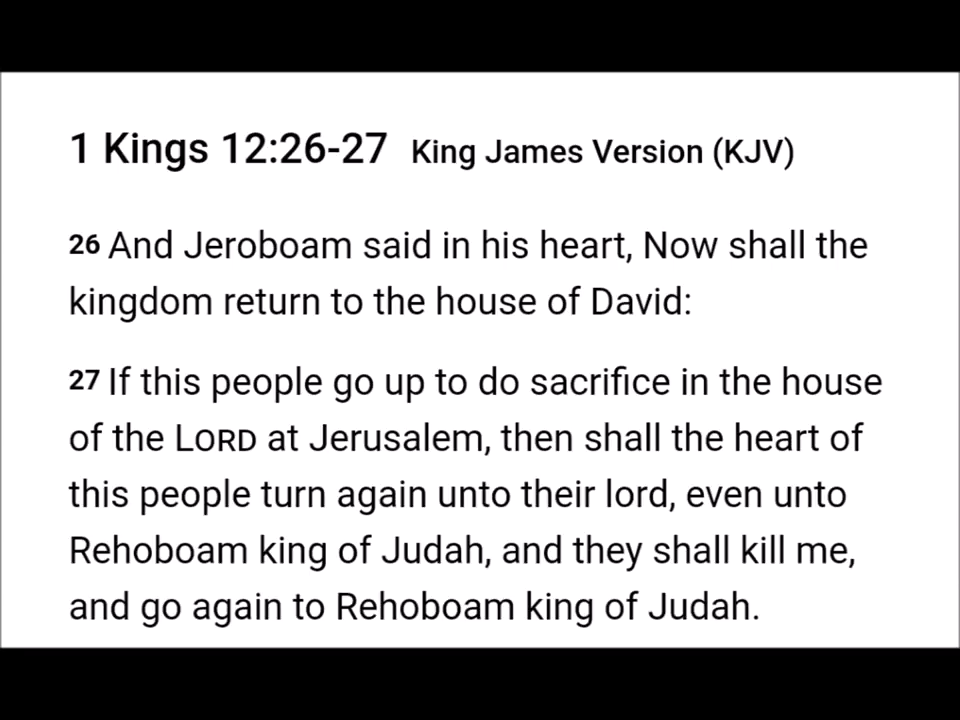 1 Kings 12:26-27 King James Version (KJV)
26 And Jeroboam said in his heart, Now shall the
kingdom return to the house of David:
27 If this people go up to do sacrifice in the house
of the LORD at Jerusalem, then shall the heart of
this people turn again unto their lord, even unto
Rehoboam king of Judah, and they shall kill me,
and go again to Rehoboam king of Judah.